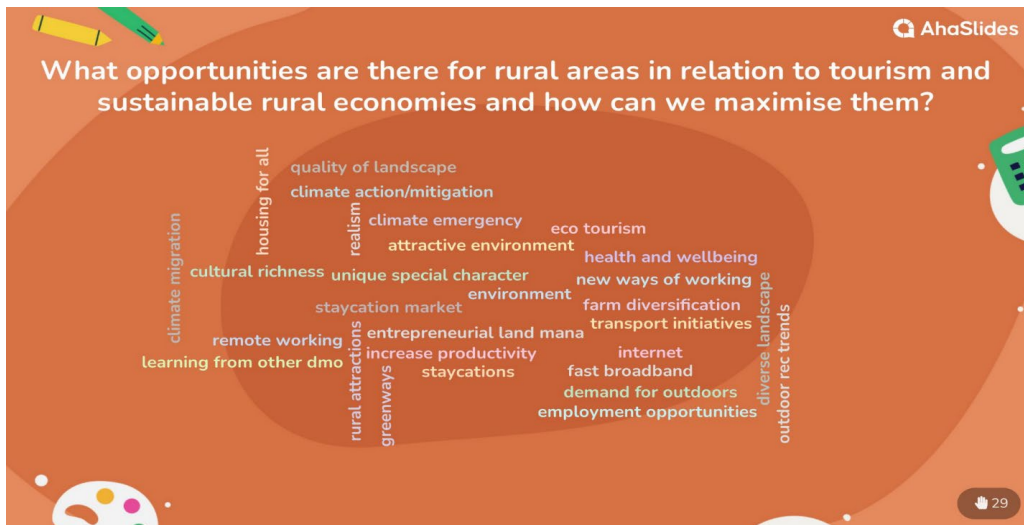 AhaSlides
What opportunities are there for rural areas in relation to tourism and
sustainable rural economies and how can we maximise them?
housing for all
quality of landscape
climate action/mitigation
realism
climate emergency
eco tourism
climate migration
attractive environment
health and wellbeing
cultural richness
unique special character
new ways of working
environment
diverse landscape
staycation market
farm diversification
outdoor rec trends
transport initiatives
remote working
rural attractions
entrepreneurial land mana
increase productivity
internet
learning from other dmo
greenways
staycations
fast broadband
demand for outdoors
employment opportunities
29